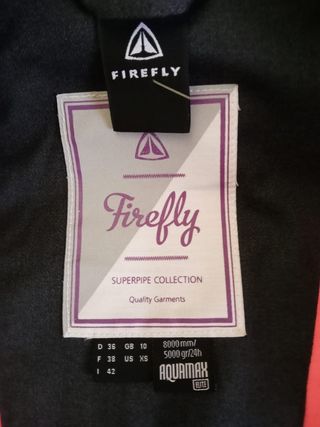 FIREFLY
Firefly
SUPERPIPE COLLECTION
Quality Garments
D 36 GB 10
F 38 US XS
I 42
8000 mm/
5000 gr/24h
AQUAMAX
ELITE